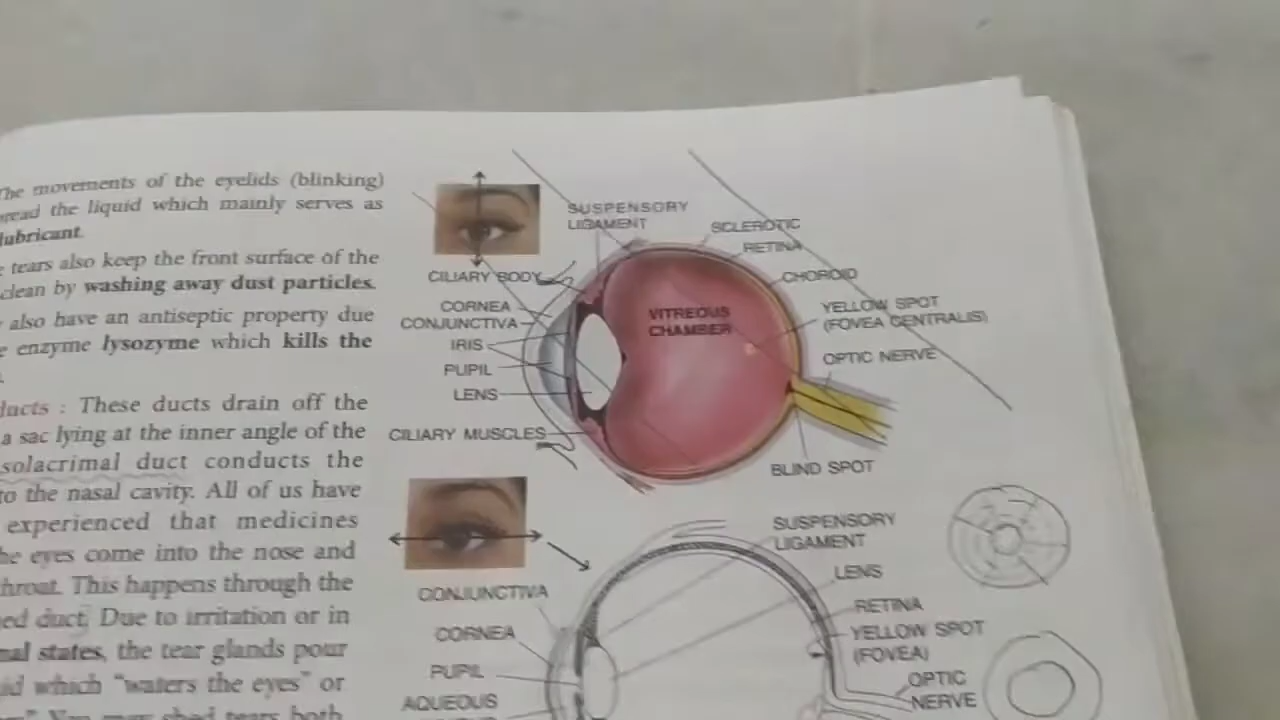 The movements of the eyelids (blinking)
the liquid which mainly serves as
lubricant.
tears also keep the front surface of the
clean by washing away dust particles.
also have an antiseptic property due
enzyme lysozyme which kills the
ducts : These ducts drain off the
a sac lying at the inner angle of the
duct conducts the
to the nasal cavity. All of us have
experienced that medicines
eyes come into the nose and
throat. This happens through the
duct. Due to irritation or in
states, the tear glands pour
which "waters the eyes" or
You may shed tears both
SUSPENSORY
LIGAMENT
SCLEROTIC
RETINA
CILIARY BODY
CHOROID
CORNEA
CONJUNCTIVA
IRIS
PUPIL
LENS
CILIARY MUSCLES
VITREOUS
CHAMBER
YELLOW SPOT
(FOVEA CENTRALIS)
OPTIC NERVE
BLIND SPOT
SUSPENSORY
LIGAMENT
LENS
CONJUNCTIVA
RETINA
CORNEA
YELLOW SPOT
(FOVEA)
PUPIL
OPTIC
NERVE
AQUEOUS